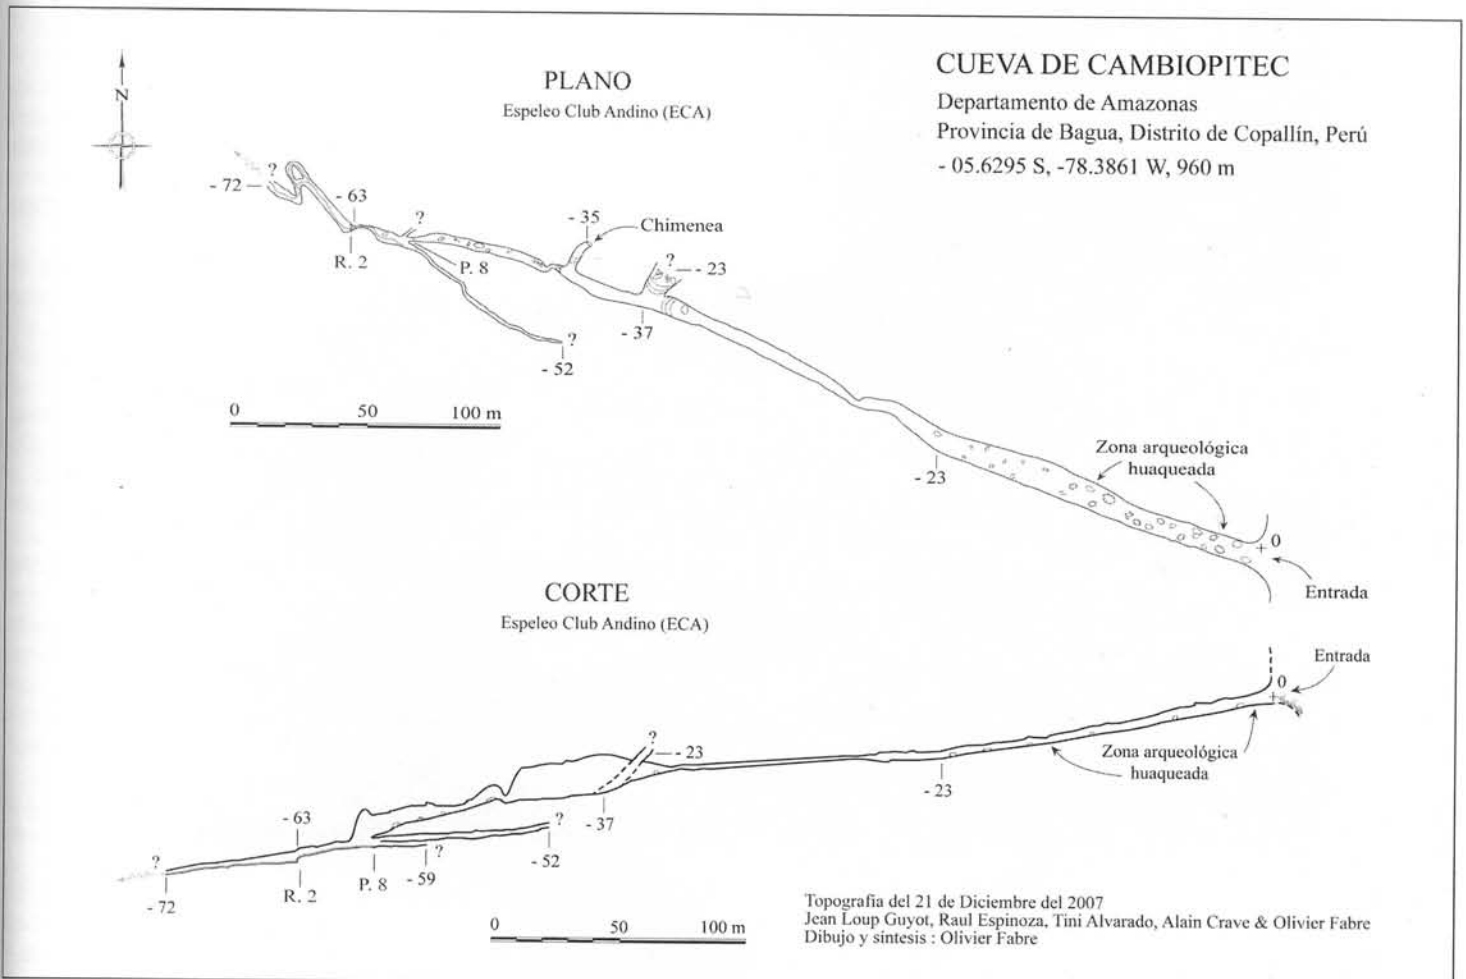 CUEVA DE CAMBIOPITEC
Departamento de Amazonas
Provincia de Bagua, Distrito de Copallín, Perú
- 05.6295 S, -78.3861 W, 960 m
PLANO
Espeleo Club Andino (ECA)
N
?
- 72
- 63
R. 2
?
P. 8
- 35
Chimenea
?
- 23
- 37
?
- 52
0 50 100 m
- 23
Zona arqueológica
huaqueada
0
Entrada
CORTE
Espeleo Club Andino (ECA)
Entrada
0
Zona arqueológica
huaqueada
- 23
?
- 23
- 37
?
- 52
?
- 59
P. 8
- 63
R. 2
?
- 72
0 50 100 m
Topografia del 21 de Diciembre del 2007
Jean Loup Guyot, Raul Espinoza, Tini Alvarado, Alain Crave & Olivier Fabre
Dibujo y sintesis : Olivier Fabre